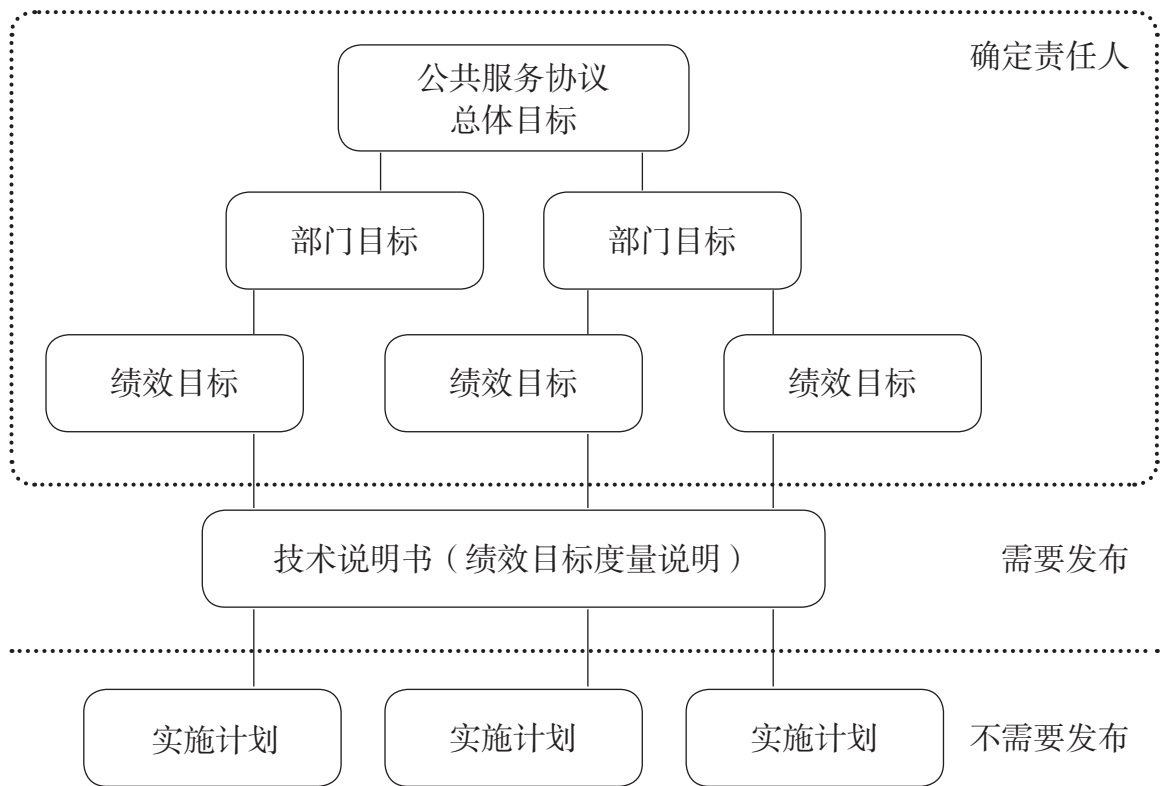 确定责任人
公共服务协议
总体目标
部门目标
部门目标
绩效目标
绩效目标
绩效目标
技术说明书（绩效目标度量说明）
需要发布
实施计划
实施计划
实施计划
不需要发布